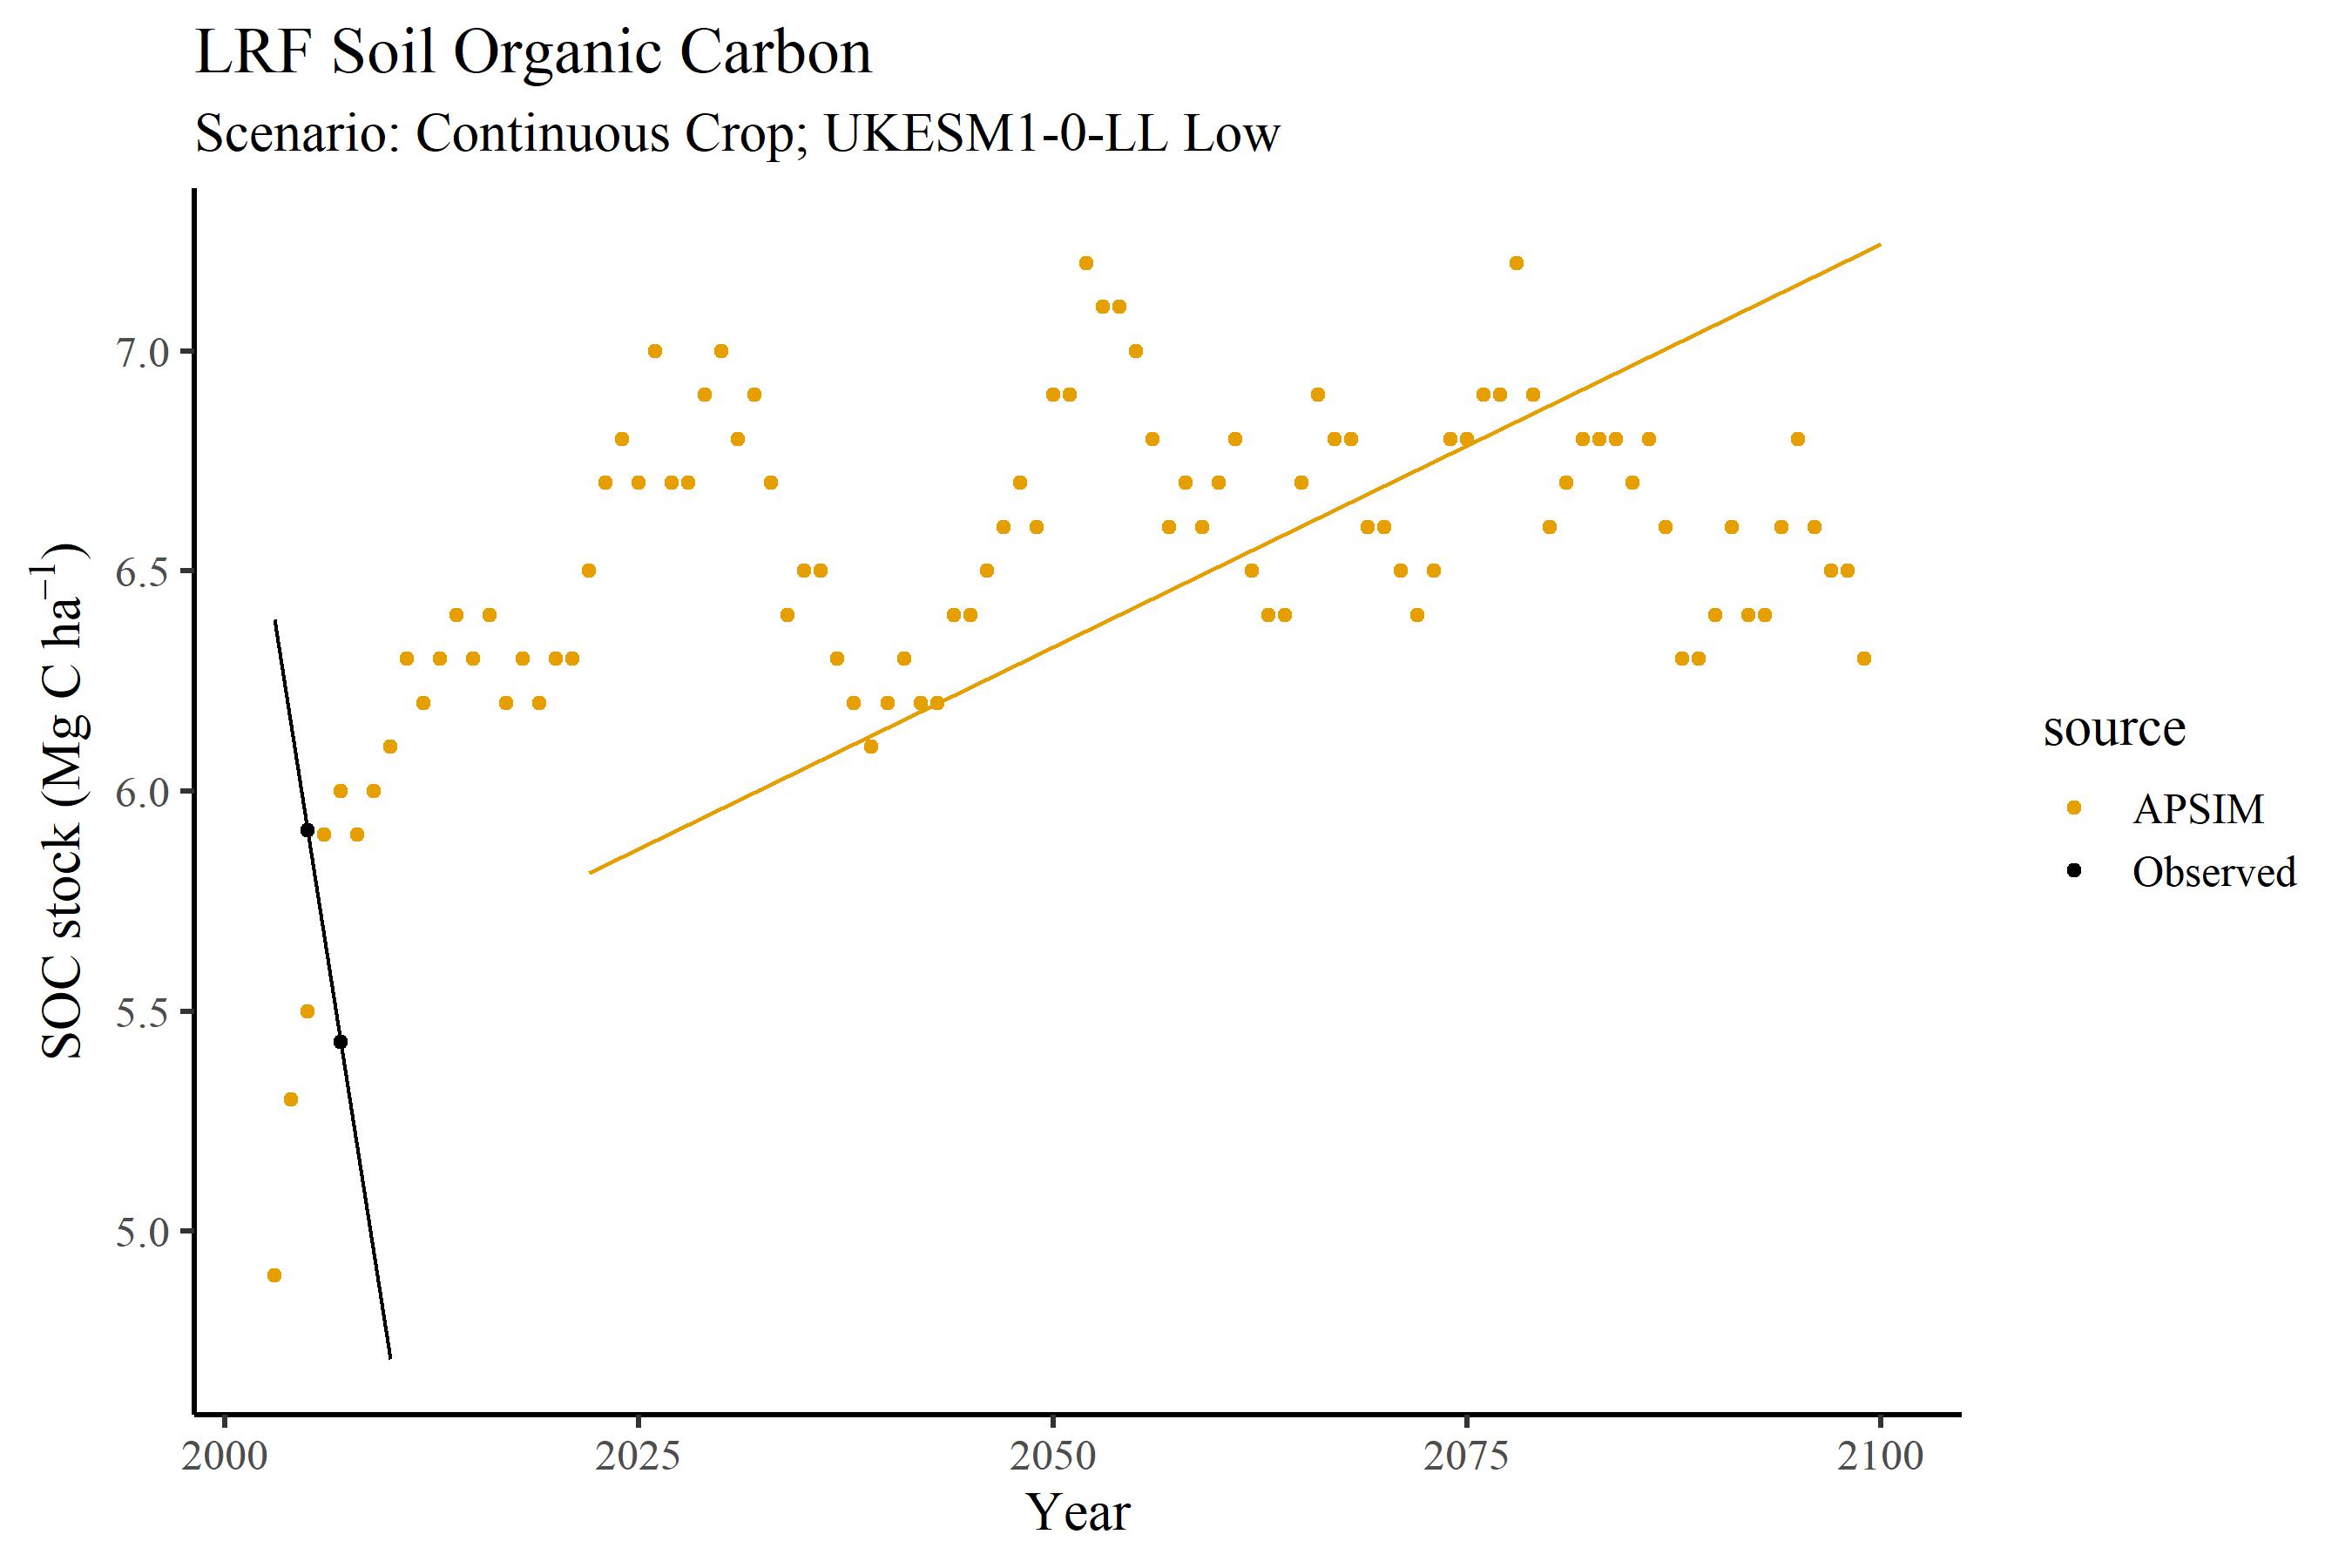 LRF Soil Organic Carbon
Scenario: Continuous Crop; UKESM1-0-LL Low
SOC stock (Mg C ha⁻¹)
7.0
6.5
6.0
5.5
5.0
2000 2025 2050 2075 2100
Year
source
APSIM
Observed